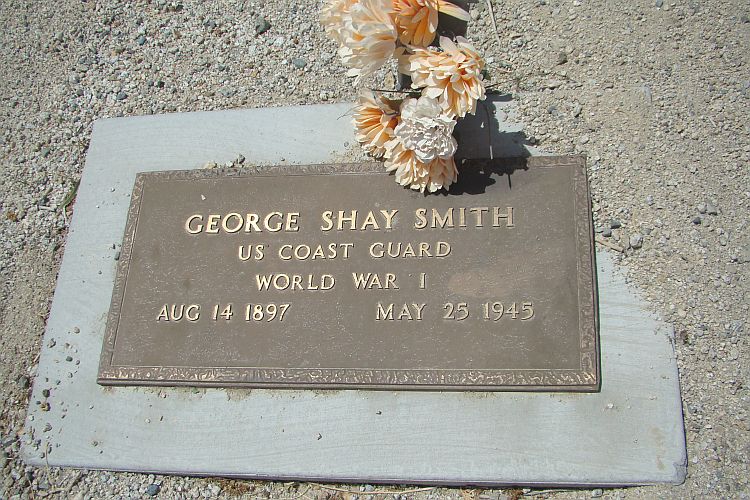 GEORGE SHAY SMITH
US COAST GUARD
WORLD WAR I
AUG 14 1897 MAY 25 1945